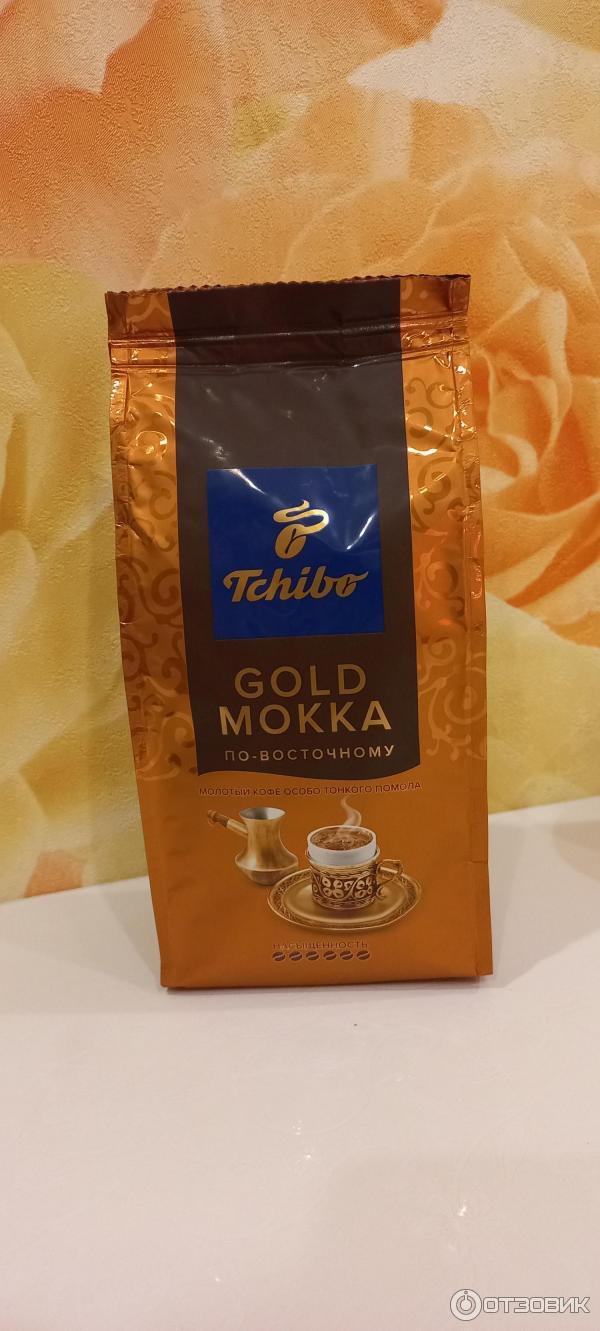 Tchibo
GOLD
MOKKA
ПО-ВОСТОЧНОМУ
МОЛОТЫЙ КОФЕ ОСОБО ТОНКОГО ПОМОЛА
НАСЫЩЕННОСТЬ
ОТЗОВИК